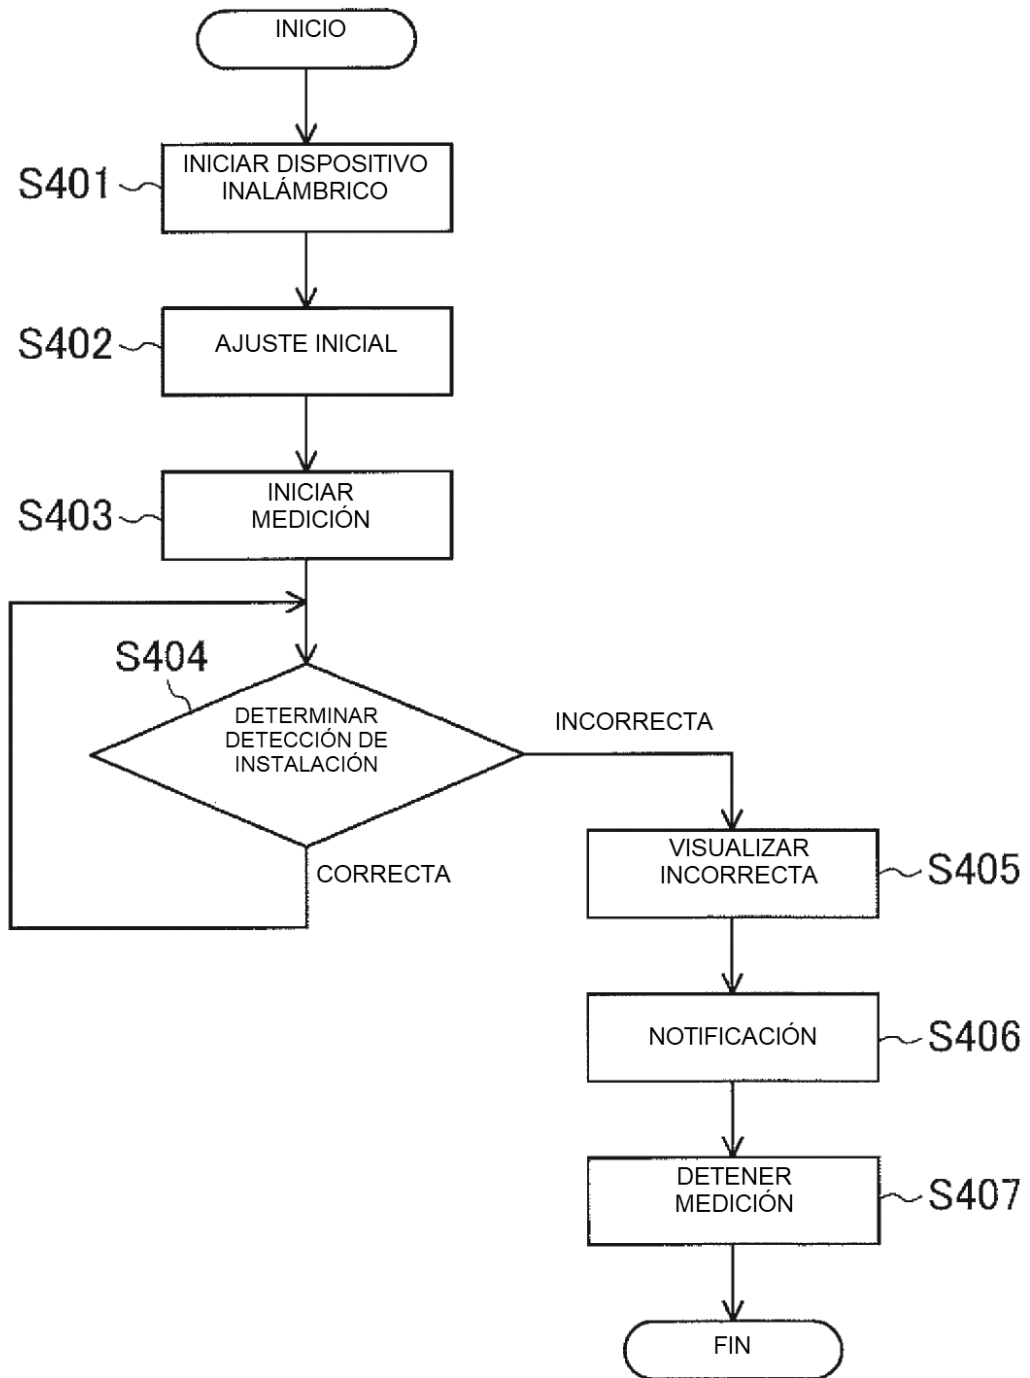 INICIO
S401
INICIAR DISPOSITIVO
INALÁMBRICO
S402
AJUSTE INICIAL
S403
INICIAR
MEDICIÓN
S404
DETERMINAR
DETECCIÓN DE
INSTALACIÓN
INCORRECTA
CORRECTA
VISUALIZAR
INCORRECTA
S405
NOTIFICACIÓN
S406
DETENER
MEDICIÓN
S407
FIN